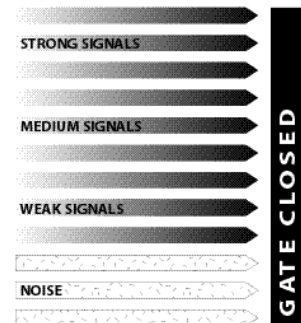 STRONG SIGNALS
MEDIUM SIGNALS
WEAK SIGNALS
NOISE
GATE CLOSED